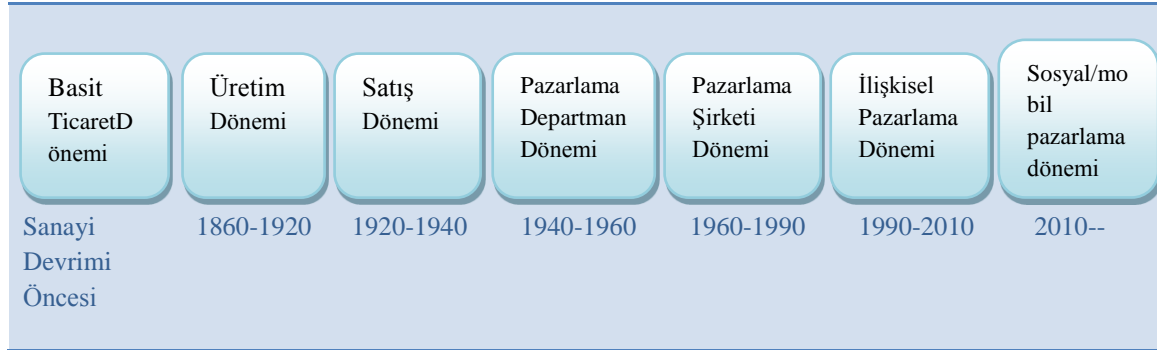 Basit
TicaretD
önemi
Üretim
Dönemi
Satış
Dönemi
Pazarlama
Departman
Dönemi
Pazarlama
Şirketi
Dönemi
İlişkisel
Pazarlama
Dönemi
Sosyal/mo
bil
pazarlama
dönemi
Sanayi
Devrimi
Öncesi
1860-1920
1920-1940
1940-1960
1960-1990
1990-2010
2010--